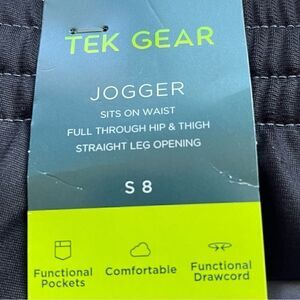 TEK GEAR
JOGGER
SITS ON WAIST
FULL THROUGH HIP & THIGH
STRAIGHT LEG OPENING
S 8
Functional
Pockets
Comfortable
Functional
Drawcord